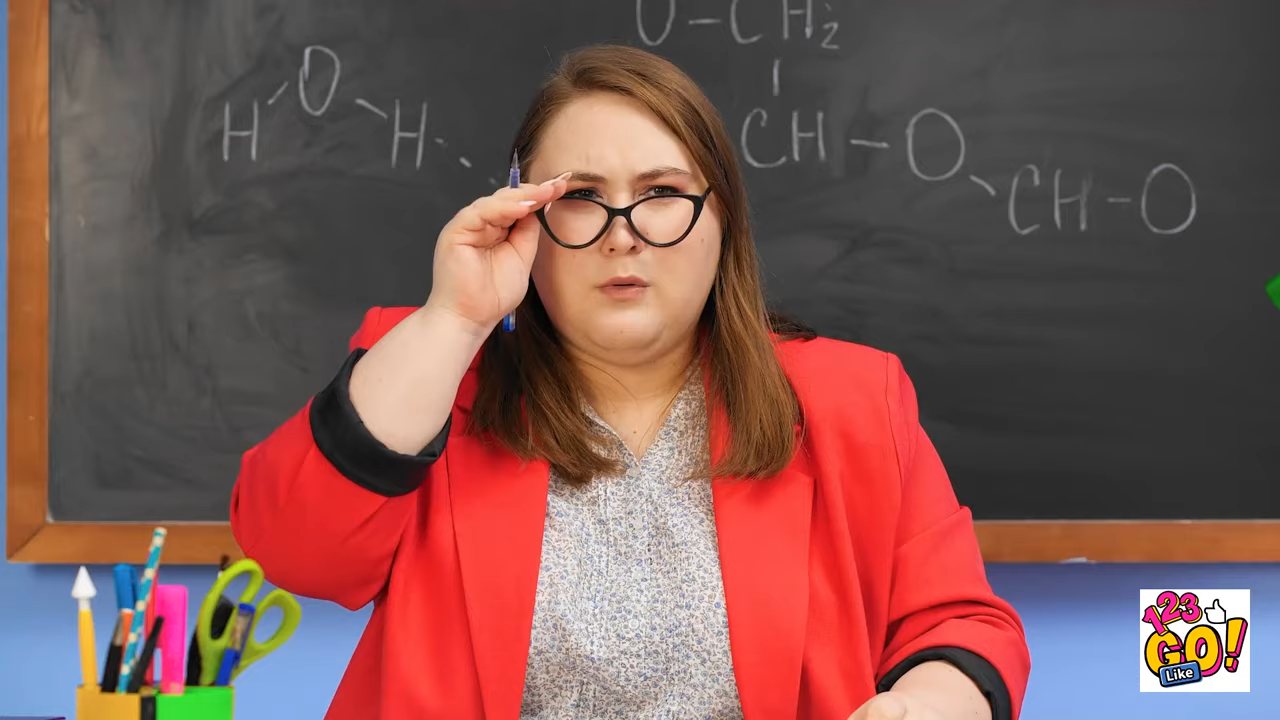 O-CH₂
H O H
CH-O
CH-O
123
GO!
Like